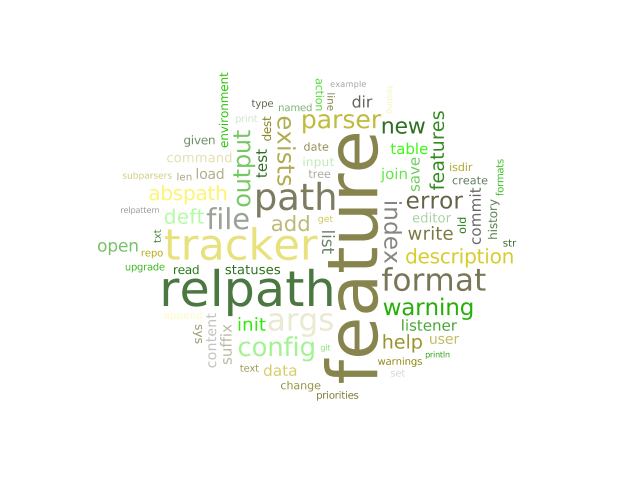 example
type
named
action
line
dir
environment
print
dest
parser
new
features
given
output
test
exists
date
table
command
input
tree
join
save
isdir
subparsers
len
load
create
formats
abspath
path
feature
error
commit
history
old
relpattern
deft
file
add
get
list
index
editor
write
txt
str
open
repo
tracker
description
upgrade
read
statuses
relpath
format
warning
sys
content
suffix
init
args
listener
config
git
help
user
warnings
println
text
data
set
change
priorities